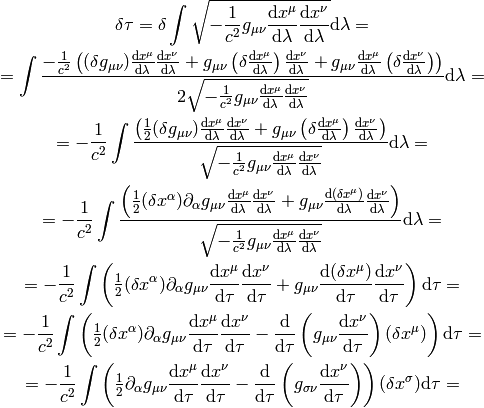 $$\delta\tau = \delta \int \sqrt{-\frac{1}{c^2} g_{\mu\nu} \frac{\mathrm{d}x^\mu}{\mathrm{d}\lambda} \frac{\mathrm{d}x^\nu}{\mathrm{d}\lambda}} \mathrm{d}\lambda =$$
$$= \int \frac{-\frac{1}{c^2} \left( (\delta g_{\mu\nu}) \frac{\mathrm{d}x^\mu}{\mathrm{d}\lambda} \frac{\mathrm{d}x^\nu}{\mathrm{d}\lambda} + g_{\mu\nu} \left( \delta \frac{\mathrm{d}x^\mu}{\mathrm{d}\lambda} \right) \frac{\mathrm{d}x^\nu}{\mathrm{d}\lambda} + g_{\mu\nu} \frac{\mathrm{d}x^\mu}{\mathrm{d}\lambda} \left( \delta \frac{\mathrm{d}x^\nu}{\mathrm{d}\lambda} \right) \right)}{2\sqrt{-\frac{1}{c^2} g_{\mu\nu} \frac{\mathrm{d}x^\mu}{\mathrm{d}\lambda} \frac{\mathrm{d}x^\nu}{\mathrm{d}\lambda}}} \mathrm{d}\lambda =$$
$$= -\frac{1}{c^2} \int \frac{\left( \frac{1}{2} (\delta g_{\mu\nu}) \frac{\mathrm{d}x^\mu}{\mathrm{d}\lambda} \frac{\mathrm{d}x^\nu}{\mathrm{d}\lambda} + g_{\mu\nu} \left( \delta \frac{\mathrm{d}x^\mu}{\mathrm{d}\lambda} \right) \frac{\mathrm{d}x^\nu}{\mathrm{d}\lambda} \right)}{\sqrt{-\frac{1}{c^2} g_{\mu\nu} \frac{\mathrm{d}x^\mu}{\mathrm{d}\lambda} \frac{\mathrm{d}x^\nu}{\mathrm{d}\lambda}}} \mathrm{d}\lambda =$$
$$= -\frac{1}{c^2} \int \frac{\left( \frac{1}{2} (\delta x^\alpha) \partial_\alpha g_{\mu\nu} \frac{\mathrm{d}x^\mu}{\mathrm{d}\lambda} \frac{\mathrm{d}x^\nu}{\mathrm{d}\lambda} + g_{\mu\nu} \frac{\mathrm{d}(\delta x^\mu)}{\mathrm{d}\lambda} \frac{\mathrm{d}x^\nu}{\mathrm{d}\lambda} \right)}{\sqrt{-\frac{1}{c^2} g_{\mu\nu} \frac{\mathrm{d}x^\mu}{\mathrm{d}\lambda} \frac{\mathrm{d}x^\nu}{\mathrm{d}\lambda}}} \mathrm{d}\lambda =$$
$$= -\frac{1}{c^2} \int \left( \tfrac{1}{2} (\delta x^\alpha) \partial_\alpha g_{\mu\nu} \frac{\mathrm{d}x^\mu}{\mathrm{d}\tau} \frac{\mathrm{d}x^\nu}{\mathrm{d}\tau} + g_{\mu\nu} \frac{\mathrm{d}(\delta x^\mu)}{\mathrm{d}\tau} \frac{\mathrm{d}x^\nu}{\mathrm{d}\tau} \right) \mathrm{d}\tau =$$
$$= -\frac{1}{c^2} \int \left( \tfrac{1}{2} (\delta x^\alpha) \partial_\alpha g_{\mu\nu} \frac{\mathrm{d}x^\mu}{\mathrm{d}\tau} \frac{\mathrm{d}x^\nu}{\mathrm{d}\tau} - \frac{\mathrm{d}}{\mathrm{d}\tau} \left( g_{\mu\nu} \frac{\mathrm{d}x^\nu}{\mathrm{d}\tau} \right) (\delta x^\mu) \right) \mathrm{d}\tau =$$
$$= -\frac{1}{c^2} \int \left( \tfrac{1}{2} \partial_\alpha g_{\mu\nu} \frac{\mathrm{d}x^\mu}{\mathrm{d}\tau} \frac{\mathrm{d}x^\nu}{\mathrm{d}\tau} - \frac{\mathrm{d}}{\mathrm{d}\tau} \left( g_{\sigma\nu} \frac{\mathrm{d}x^\nu}{\mathrm{d}\tau} \right) \right) (\delta x^\sigma) \mathrm{d}\tau =$$